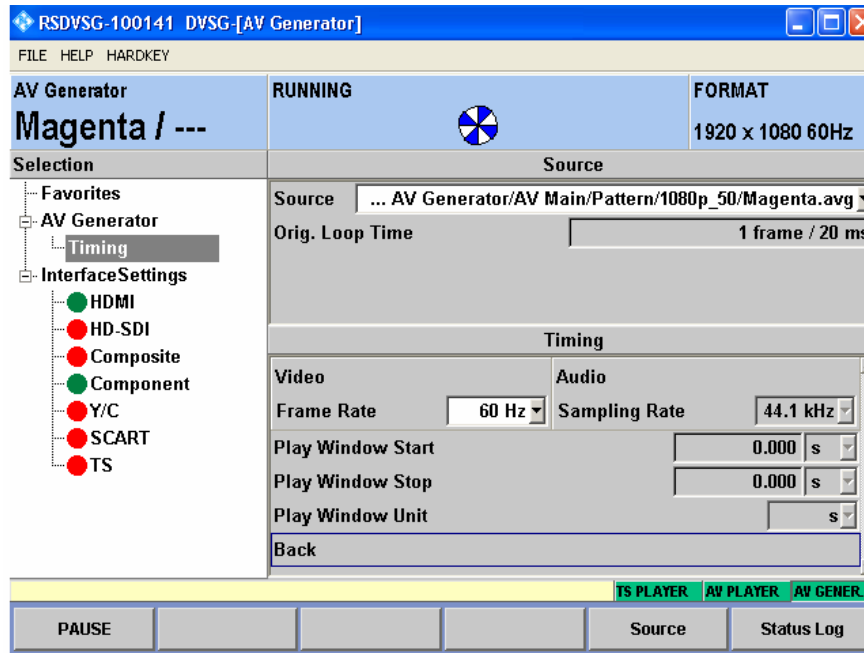 RSDVSG-100141 DVSG-[AV Generator]
FILE HELP HARDKEY
AV Generator
Magenta / ---
RUNNING
FORMAT
1920 x 1080 60Hz
Selection
Favorites
AV Generator
Timing
InterfaceSettings
HDMI
HD-SDI
Composite
Component
Y/C
SCART
TS
Source
Source ... AV Generator/AV Main/Pattern/1080p_50/Magenta.avg
Orig. Loop Time 1 frame / 20 ms
Timing
Video Audio
Frame Rate 60 Hz Sampling Rate 44.1 kHz
Play Window Start 0.000 s
Play Window Stop 0.000 s
Play Window Unit s
Back
TS PLAYER AV PLAYER AV GENER.
PAUSE Source Status Log